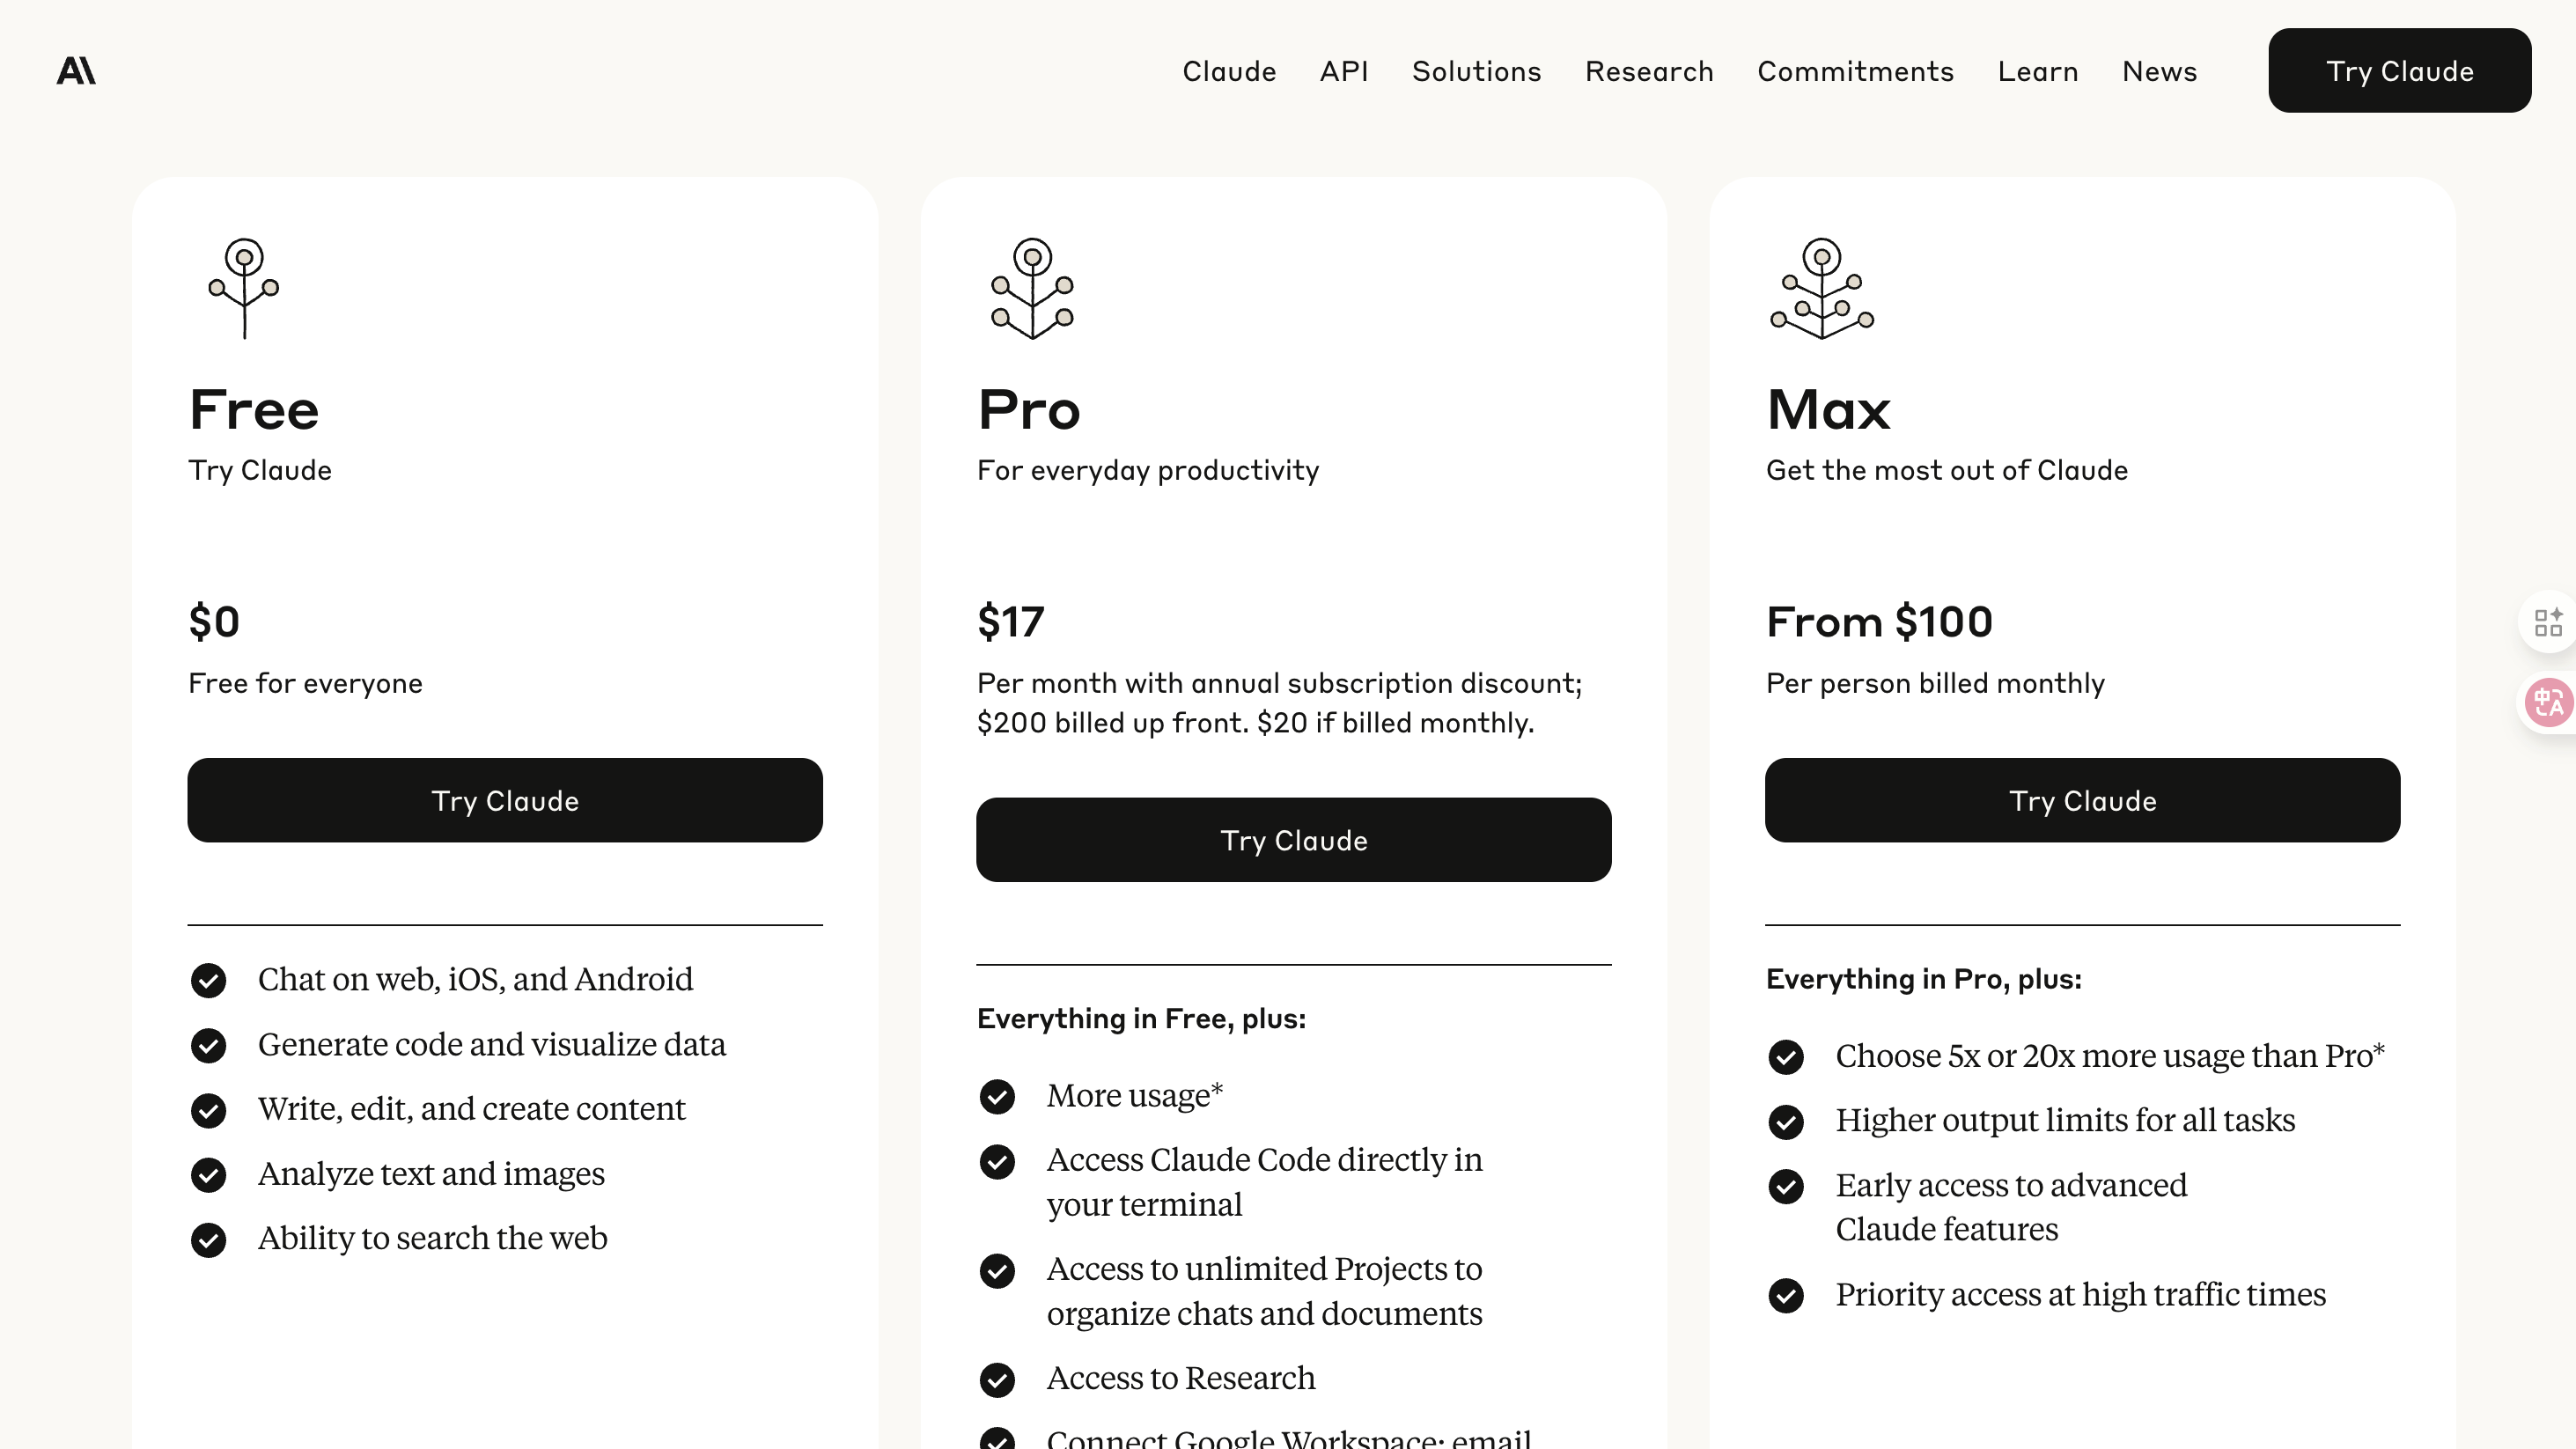 A\
Claude API Solutions Research Commitments Learn News Try Claude
Free
Try Claude
$0
Free for everyone
Try Claude
Chat on web, iOS, and Android
Generate code and visualize data
Write, edit, and create content
Analyze text and images
Ability to search the web
Pro
For everyday productivity
$17
Per month with annual subscription discount;
$200 billed up front. $20 if billed monthly.
Try Claude
Everything in Free, plus:
More usage*
Access Claude Code directly in
your terminal
Access to unlimited Projects to
organize chats and documents
Access to Research
Connect Google Workspace: email
Max
Get the most out of Claude
From $100
Per person billed monthly
Try Claude
Everything in Pro, plus:
Choose 5x or 20x more usage than Pro*
Higher output limits for all tasks
Early access to advanced
Claude features
Priority access at high traffic times
中A